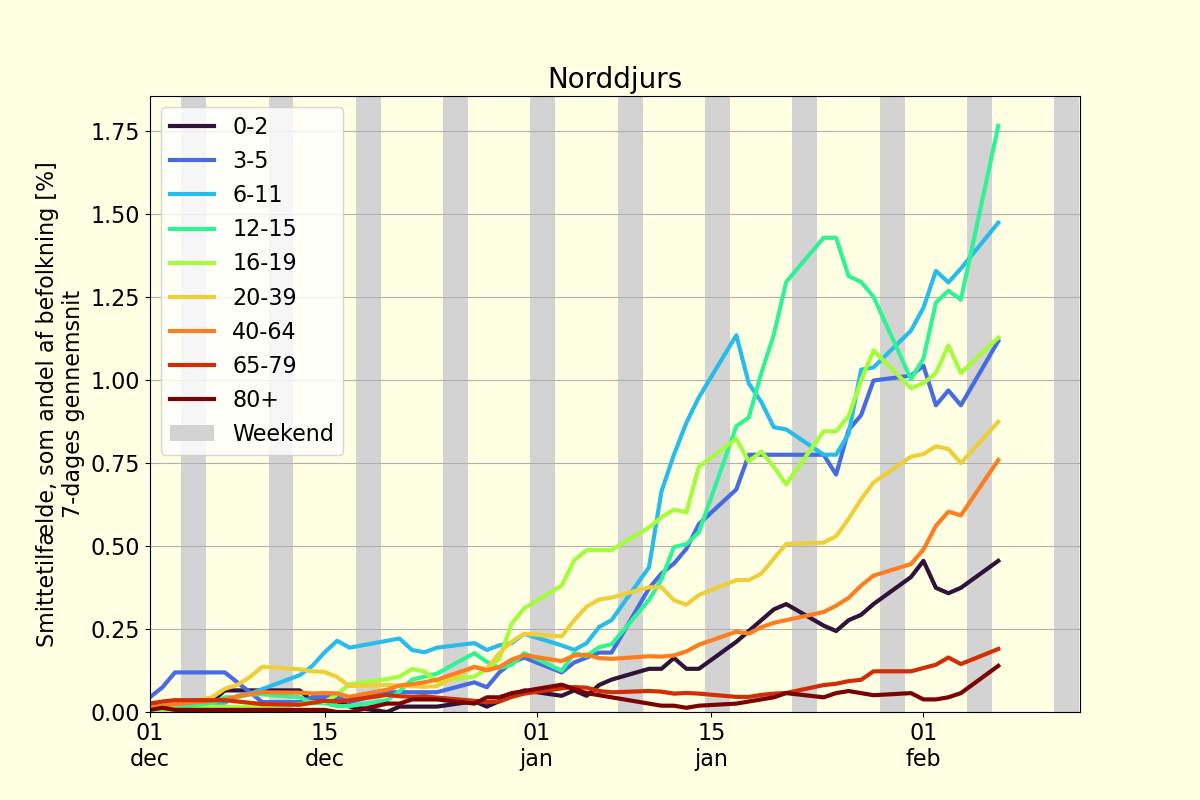 Norddjurs
Smittetilfælde, som andel af befolkning [%]
7-dages gennemsnit
1.75
1.50
1.25
1.00
0.75
0.50
0.25
0.00
0-2
3-5
6-11
12-15
16-19
20-39
40-64
65-79
80+
Weekend
01 15 01 15 01
dec dec jan jan feb